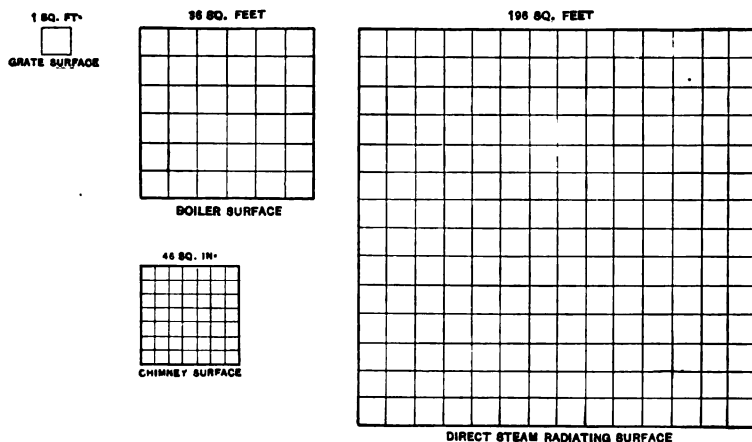 1 SQ. FT.
GRATE SURFACE
36 SQ. FEET
BOILER SURFACE
46 SQ. IN.
CHIMNEY SURFACE
196 SQ. FEET
DIRECT STEAM RADIATING SURFACE